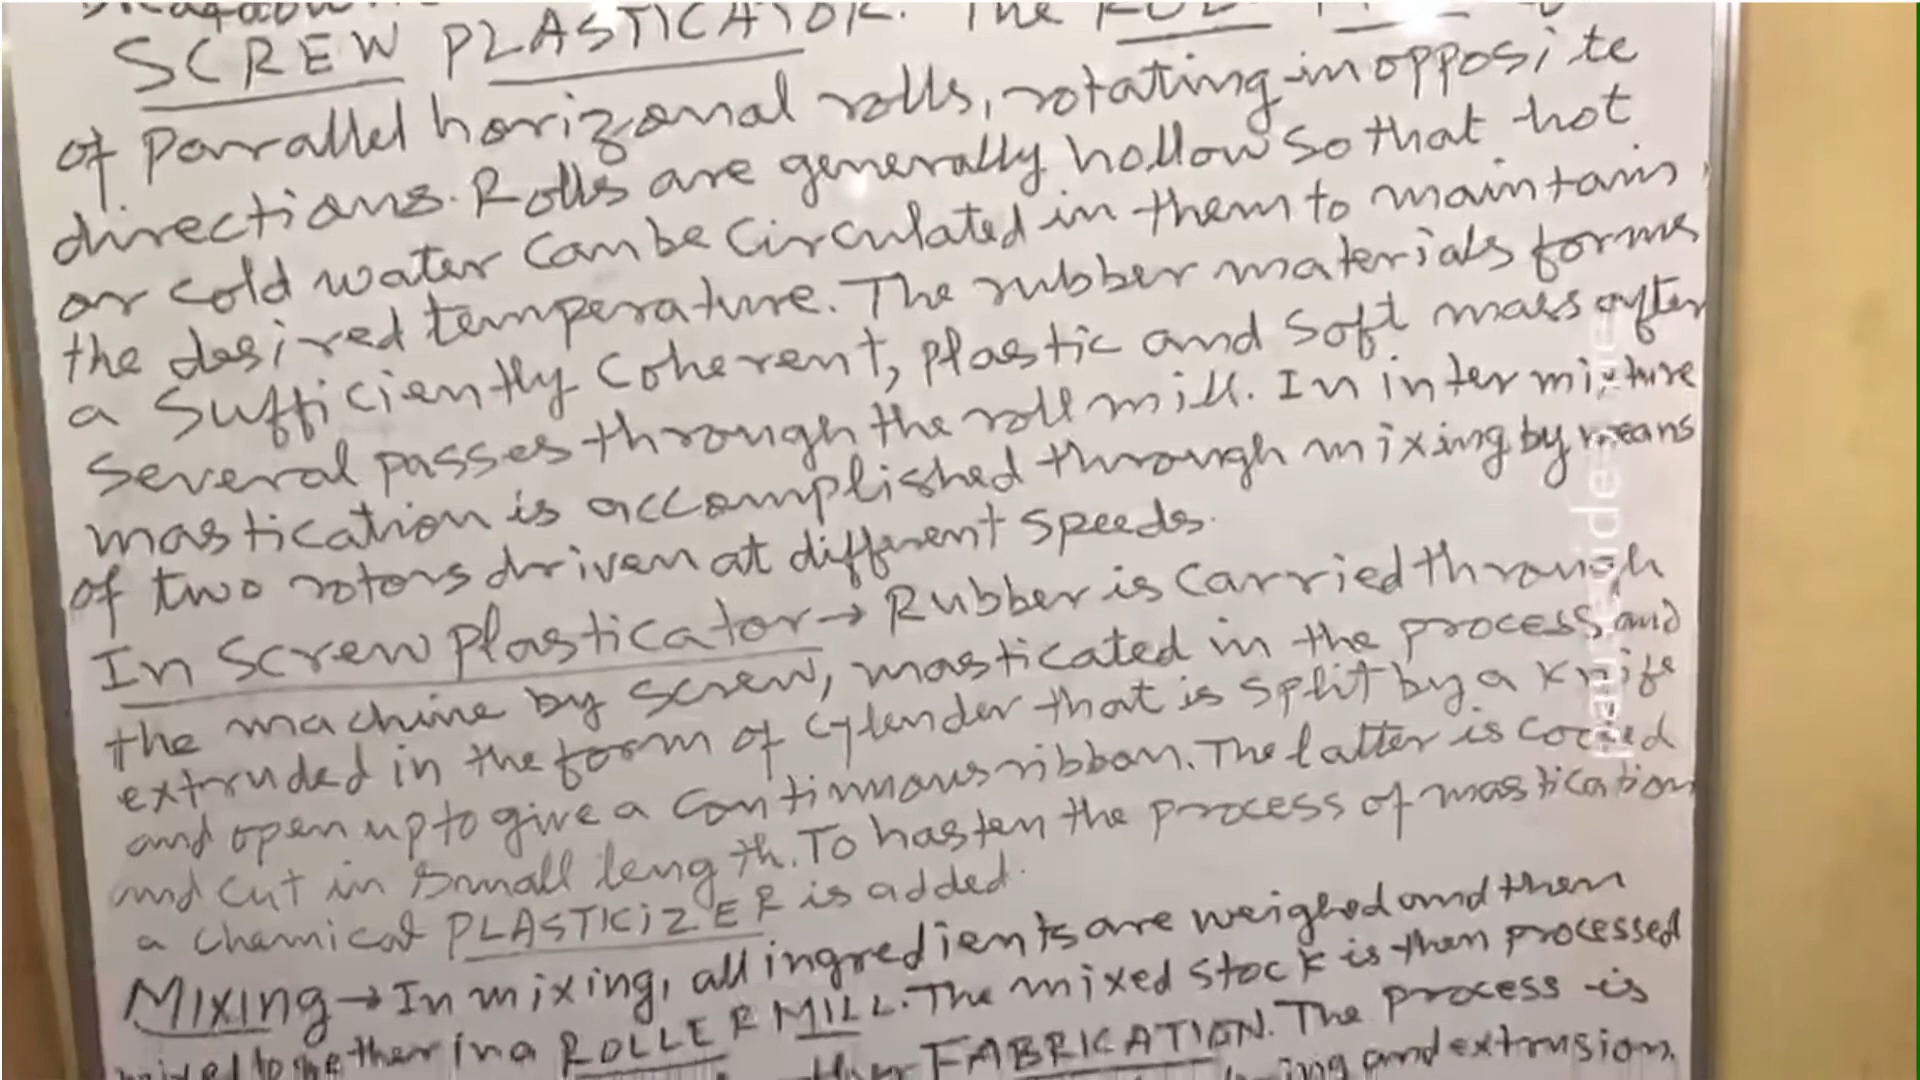 SCREW PLASTICATOR. The
of parallel horizonal rolls, rotating in opposite
directions. Rolls are generally hollow so that hot
or cold water can be circulated in them to maintain
the desired temperature. The rubber materials forms
a sufficiently coherent, plastic and soft mass after
several passes through the roll mill. In intermixture
mastication is accomplished through mixing by means
of two rotors driven at different speeds.
In Screw Plasticator → Rubber is carried through
the machine by screw, masticated in the process and
extruded in the form of cylender that is split by a knife
and open up to give a continuous ribbon. The latter is cooled
and cut in small length. To hasten the process of mastication
a chemical PLASTICIZER is added.
MIXING → In mixing, all ingredients are weighed and then
mixed together in a ROLLER MILL. The mixed stock is then processed
FABRICATION. The process is
and extrusion.